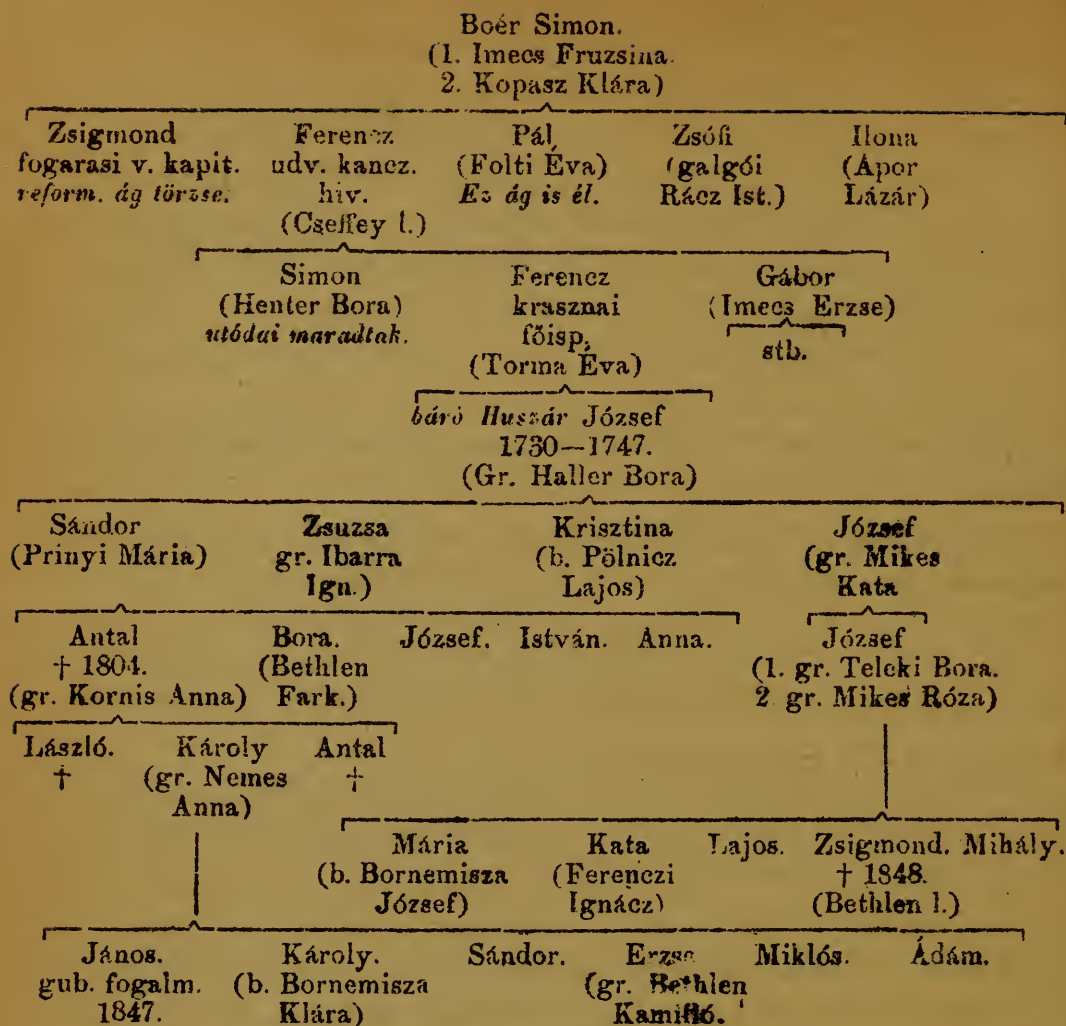 Boér Simon.
(1. Imecs Fruzsina.
2. Kopasz Klára)
Zsigmond Ferencz Pál, Zsófi Ilona
fogarasi v. kapit. udv. kancz. (Folti Éva) (galgói (Apor
reform. ág törzse. hiv. Ez ág is él. Rácz Ist.) Lázár)
(Cseffey l.)
Simon Ferencz Gábor
(Henter Bora) krasznai (Imecs Erzse)
utódai maradtak. főisp, stb.
(Torma Éva)
báró Huszár József
1730—1747.
(Gr. Haller Bora)
Sándor Zsuzsa Krisztina József
(Prinyi Mária) gr. Ibarra (b. Pölnicz (gr. Mikes
Ign.) Lajos) Kata
Antal Bora. József. István. Anna. József
† 1804. (Bethlen (1. gr. Teleki Bora.
(gr. Kornis Anna) Fark.) 2 gr. Mikes Róza)
László. Károly Antal
† (gr. Nemes †
Anna)
Mária Kata Lajos. Zsigmond. Mihály.
(b. Bornemisza (Ferenczi † 1848.
József) Ignácz) (Bethlen l.)
János. Károly. Sándor. Erzse Miklós. Ádám.
gub. fogalm. (b. Bornemisza (gr. Bethlen
1847. Klára) Kamilló.